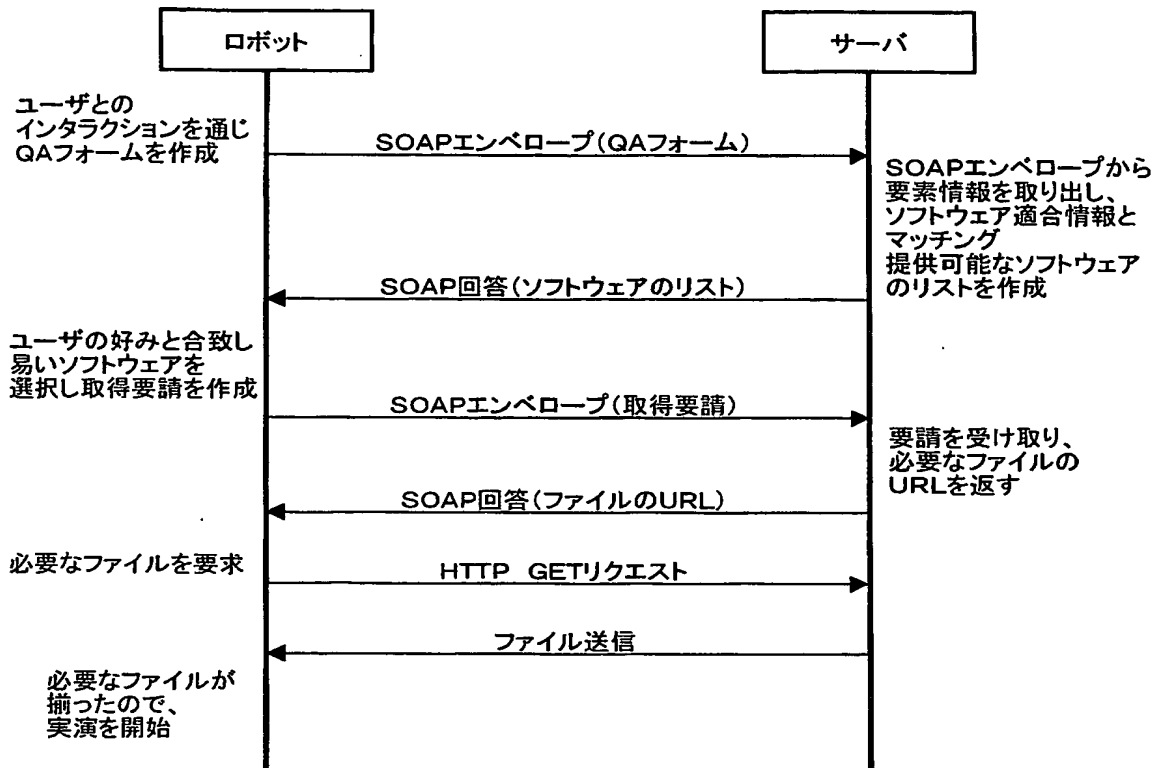 ロボット
サーバ
ユーザとの
インタラクションを通じ
QAフォームを作成
SOAPエンベロープ(QAフォーム)
SOAPエンベロープから
要素情報を取り出し、
ソフトウェア適合情報と
マッチング
提供可能なソフトウェア
のリストを作成
SOAP回答(ソフトウェアのリスト)
ユーザの好みと合致し
易いソフトウェアを
選択し取得要請を作成
SOAPエンベロープ(取得要請)
要請を受け取り、
必要なファイルの
URLを返す
SOAP回答(ファイルのURL)
必要なファイルを要求
HTTP GETリクエスト
ファイル送信
必要なファイルが
揃ったので、
実演を開始